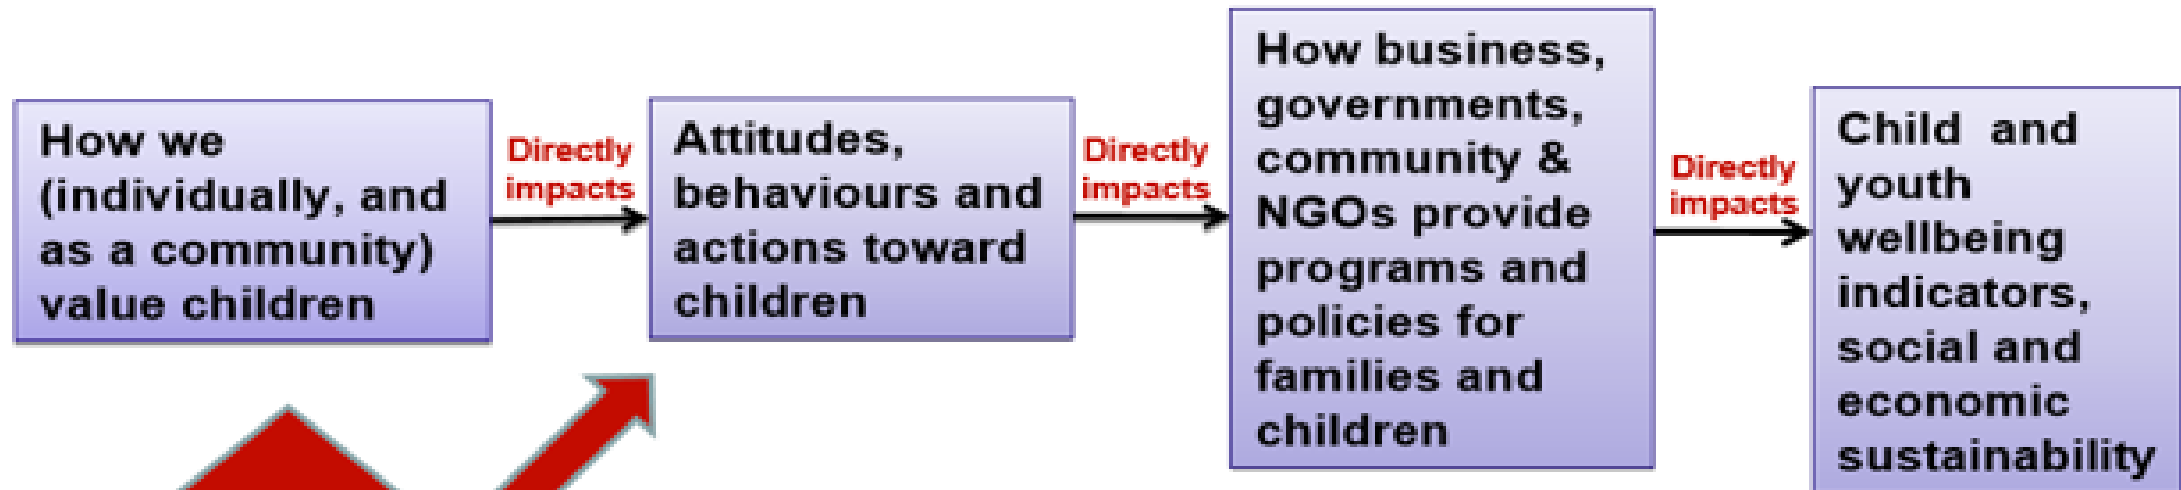 How we
(individually, and
as a community)
value children
Directly
impacts
Attitudes,
behaviours and
actions toward
children
Directly
impacts
How business,
governments,
community &
NGOs provide
programs and
policies for
families and
children
Directly
impacts
Child and
youth
wellbeing
indicators,
social and
economic
sustainability